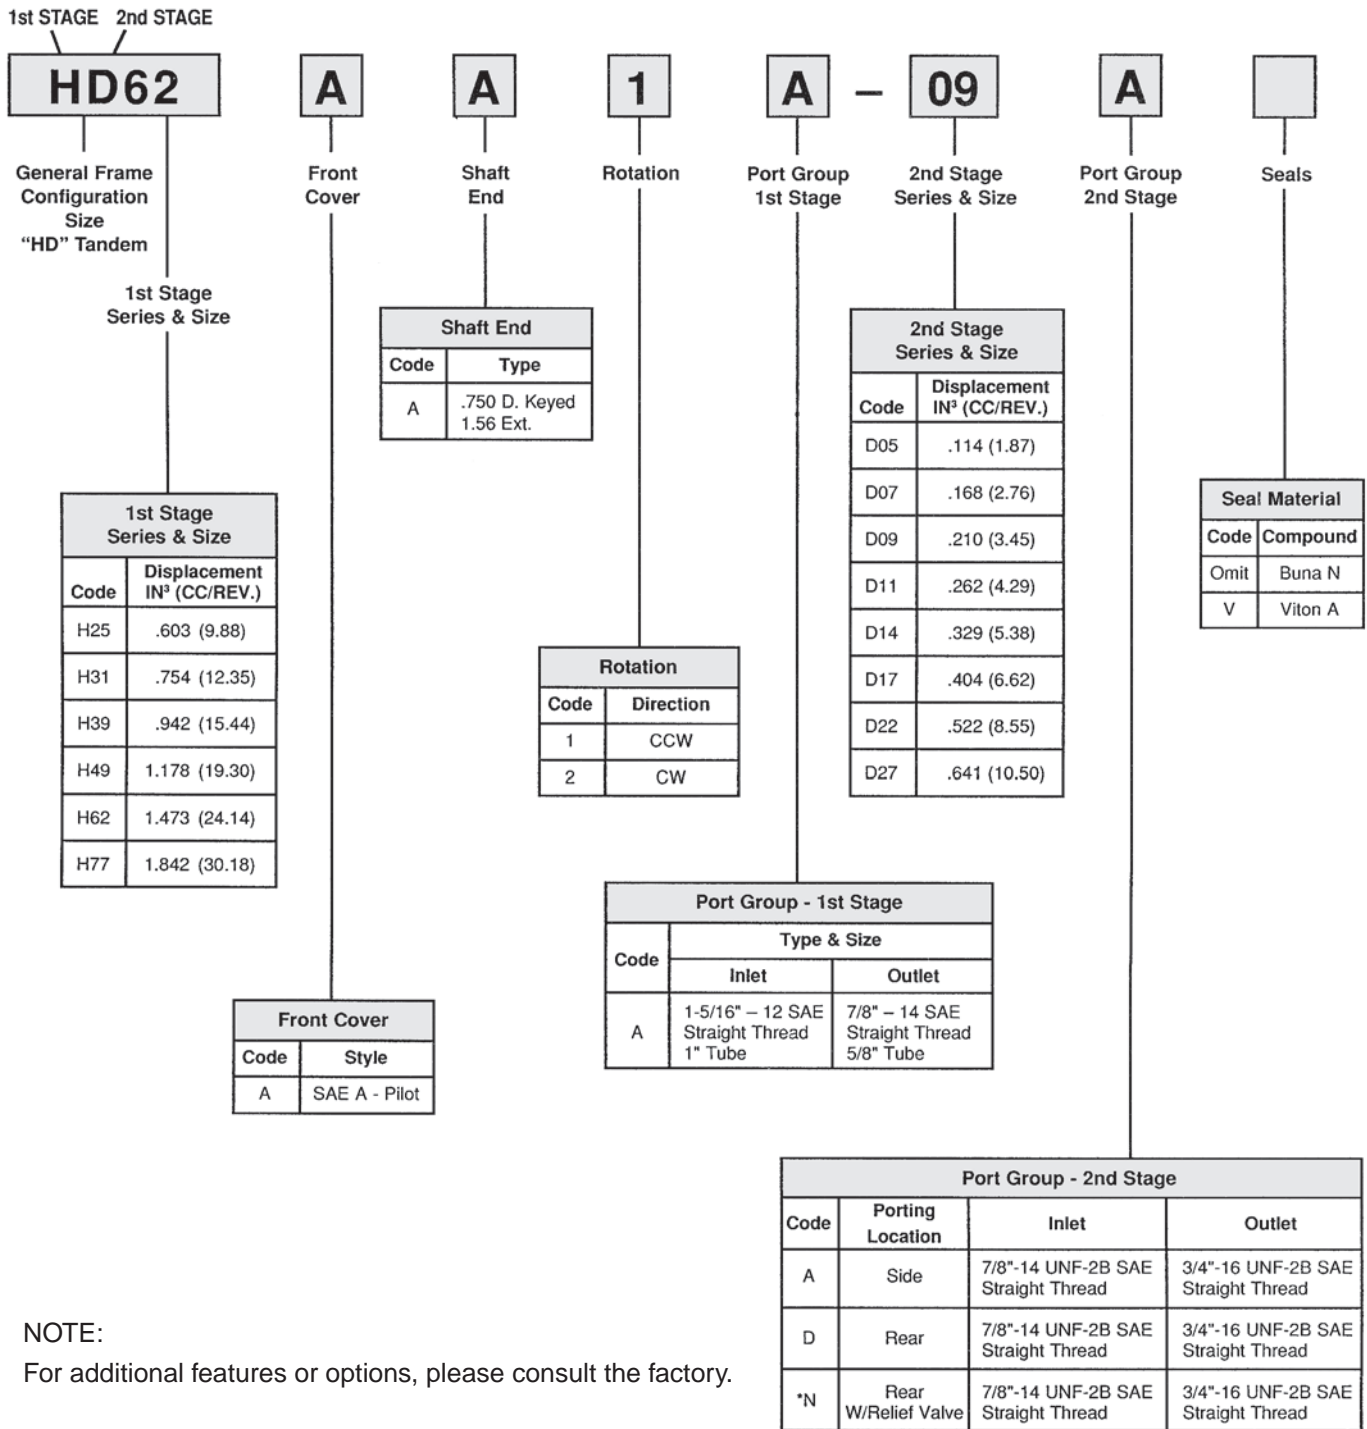 1st STAGE 2nd STAGE
HD62 A A 1 A – 09 A
General Frame
Configuration
Size
“HD” Tandem
Front
Cover
Shaft
End
Rotation
Port Group
1st Stage
2nd Stage
Series & Size
Port Group
2nd Stage
Seals
1st Stage
Series & Size
Shaft End
Code Type
A .750 D. Keyed
1.56 Ext.
2nd Stage
Series & Size
Code Displacement
IN³ (CC/REV.)
D05 .114 (1.87)
D07 .168 (2.76)
D09 .210 (3.45)
D11 .262 (4.29)
D14 .329 (5.38)
D17 .404 (6.62)
D22 .522 (8.55)
D27 .641 (10.50)
Seal Material
Code Compound
Omit Buna N
V Viton A
1st Stage
Series & Size
Code Displacement
IN³ (CC/REV.)
H25 .603 (9.88)
H31 .754 (12.35)
H39 .942 (15.44)
H49 1.178 (19.30)
H62 1.473 (24.14)
H77 1.842 (30.18)
Rotation
Code Direction
1 CCW
2 CW
Port Group - 1st Stage
Code Type & Size
Inlet Outlet
A 1-5/16" – 12 SAE 7/8" – 14 SAE
Straight Thread Straight Thread
1" Tube 5/8" Tube
Front Cover
Code Style
A SAE A - Pilot
Port Group - 2nd Stage
Code Porting Location Inlet Outlet
A Side 7/8"-14 UNF-2B SAE 3/4"-16 UNF-2B SAE
Straight Thread Straight Thread
D Rear 7/8"-14 UNF-2B SAE 3/4"-16 UNF-2B SAE
Straight Thread Straight Thread
*N Rear 7/8"-14 UNF-2B SAE 3/4"-16 UNF-2B SAE
W/Relief Valve Straight Thread Straight Thread
NOTE:
For additional features or options, please consult the factory.